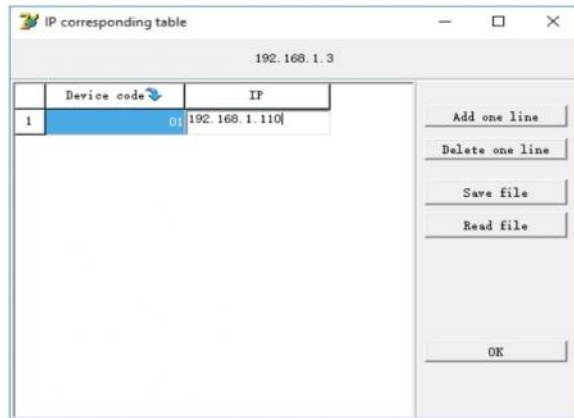 IP corresponding table
192.168.1.3
Device code IP
1 01 192.168.1.110
Add one line
Delete one line
Save file
Read file
OK